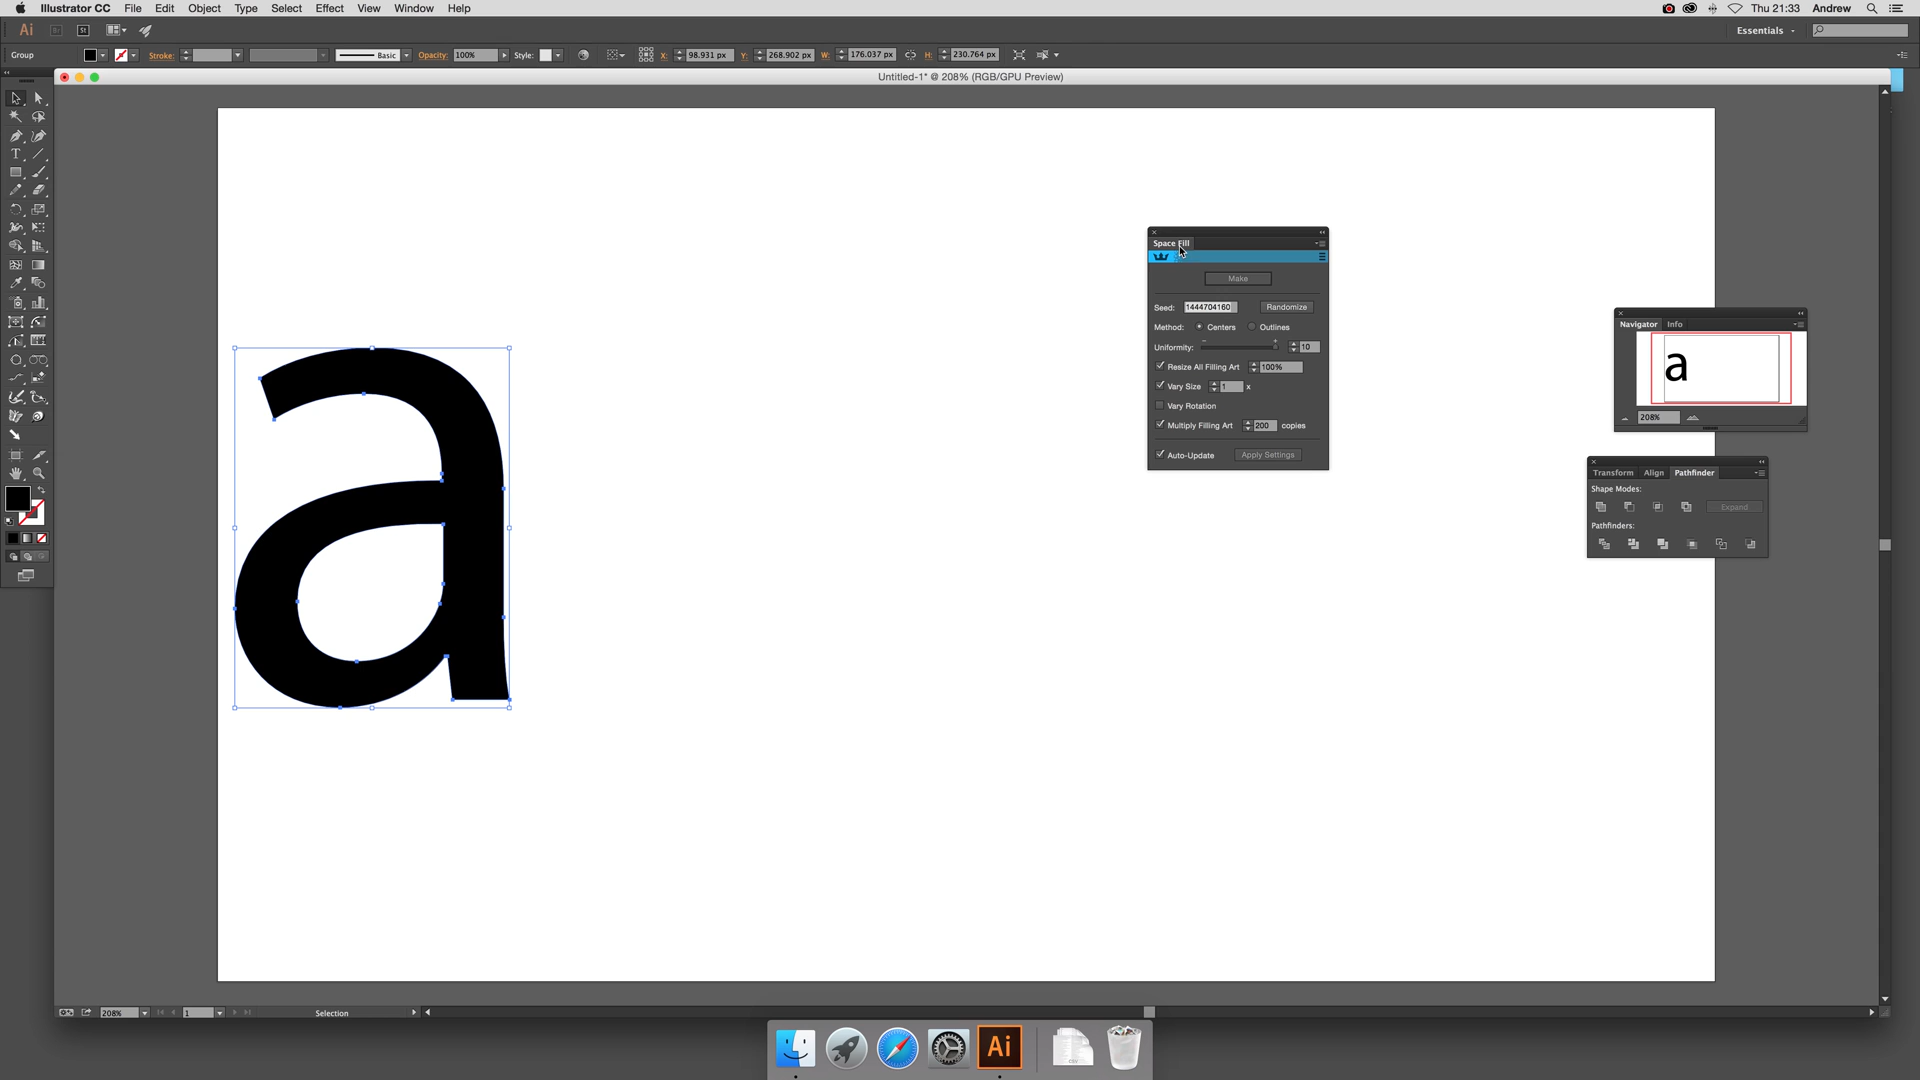 Illustrator CC File Edit Object Type Select Effect View Window Help Thu 21:33 Andrew
Ai Br St Essentials
Group Stroke: Basic Opacity: 100% Style: X: 98.931 px Y: 268.902 px W: 176.037 px H: 230.764 px
Untitled-1* @ 208% (RGB/GPU Preview)
T
a
Space Fill
Make
Seed: 1444704160 Randomize
Method: Centers Outlines
Uniformity: − + 10
Resize All Filling Art 100%
Vary Size 1 x
Vary Rotation
Multiply Filling Art 200 copies
Auto-Update Apply Settings
Navigator Info
a
208%
Transform Align Pathfinder
Shape Modes:
Expand
Pathfinders:
208% 1 Selection
Ai